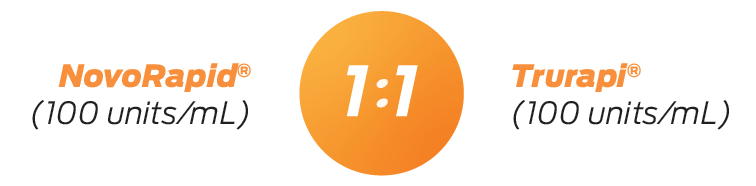 NovoRapid®
(100 units/mL)
1:1
Trurapi®
(100 units/mL)